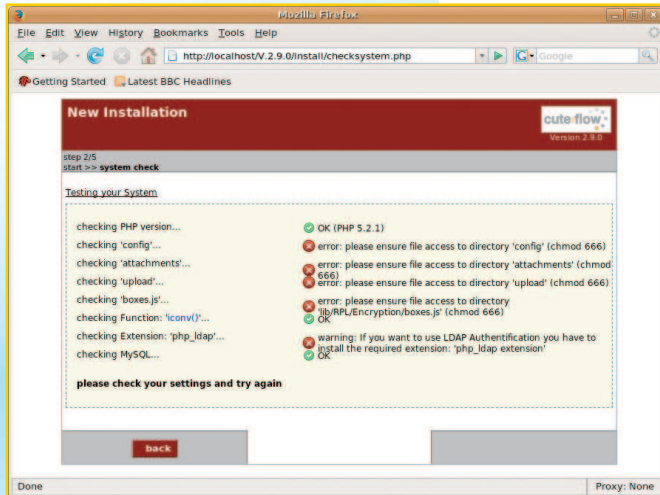 Mozilla Firefox
File Edit View History Bookmarks Tools Help
http://localhost/V.2.9.0/install/checksystem.php
Google
Getting Started Latest BBC Headlines
New Installation
cuteflow
Version 2.9.0
step 2/5
start >> system check
Testing your System
checking PHP version... OK (PHP 5.2.1)
checking 'config'... error: please ensure file access to directory 'config' (chmod 666)
checking 'attachments'... error: please ensure file access to directory 'attachments' (chmod
666)
checking 'upload'... error: please ensure file access to directory 'upload' (chmod 666)
checking 'boxes.js'... error: please ensure file access to directory
'lib/RPL/Encryption/boxes.js' (chmod 666)
checking Function: 'iconv()'... OK
checking Extension: 'php_ldap'... warning: If you want to use LDAP Authentication you have to
install the required extension: 'php_ldap extension'
checking MySQL... OK
please check your settings and try again
back
Done Proxy: None